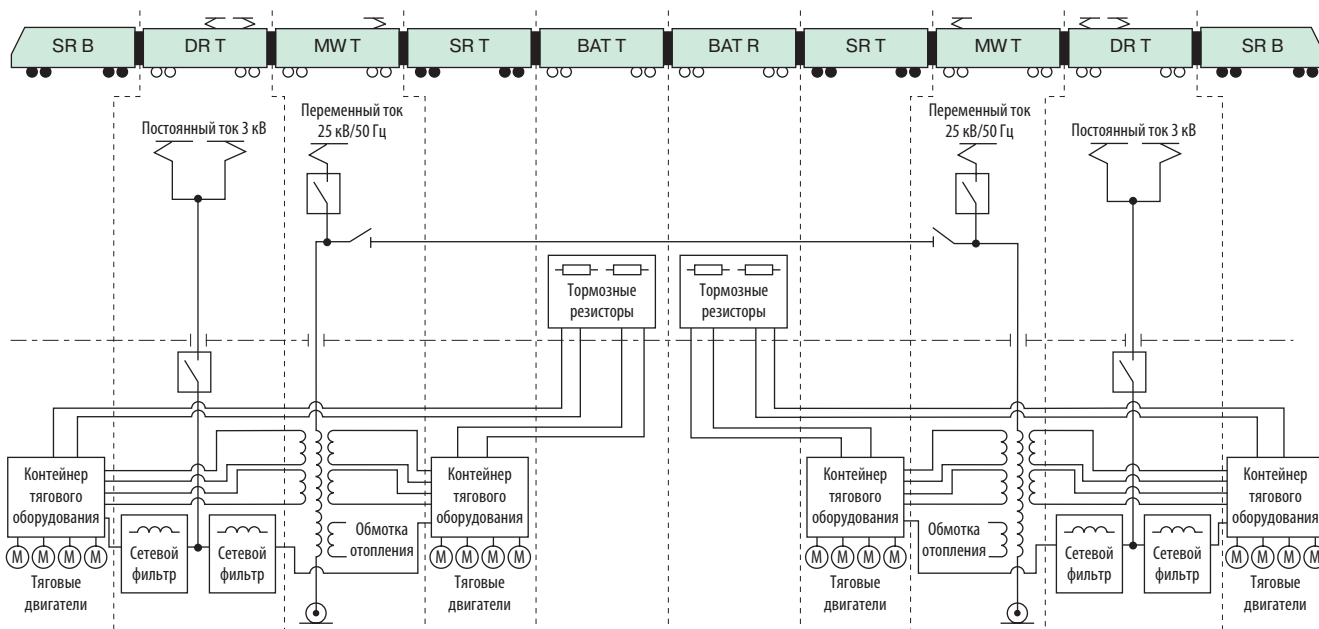 SR B
DR T
MW T
SR T
BAT T
BAT R
SR T
MW T
DR T
SR B
Постоянный ток 3 кВ
Переменный ток
25 кВ/50 Гц
Переменный ток
25 кВ/50 Гц
Постоянный ток 3 кВ
Тормозные
резисторы
Тормозные
резисторы
Контейнер
тягового
оборудования
Сетевой
фильтр
Сетевой
фильтр
Обмотка
отопления
Контейнер
тягового
оборудования
Контейнер
тягового
оборудования
Обмотка
отопления
Сетевой
фильтр
Сетевой
фильтр
Контейнер
тягового
оборудования
M M M M
Тяговые
двигатели
M M M M
Тяговые
двигатели
M M M M
Тяговые
двигатели
M M M M
Тяговые
двигатели